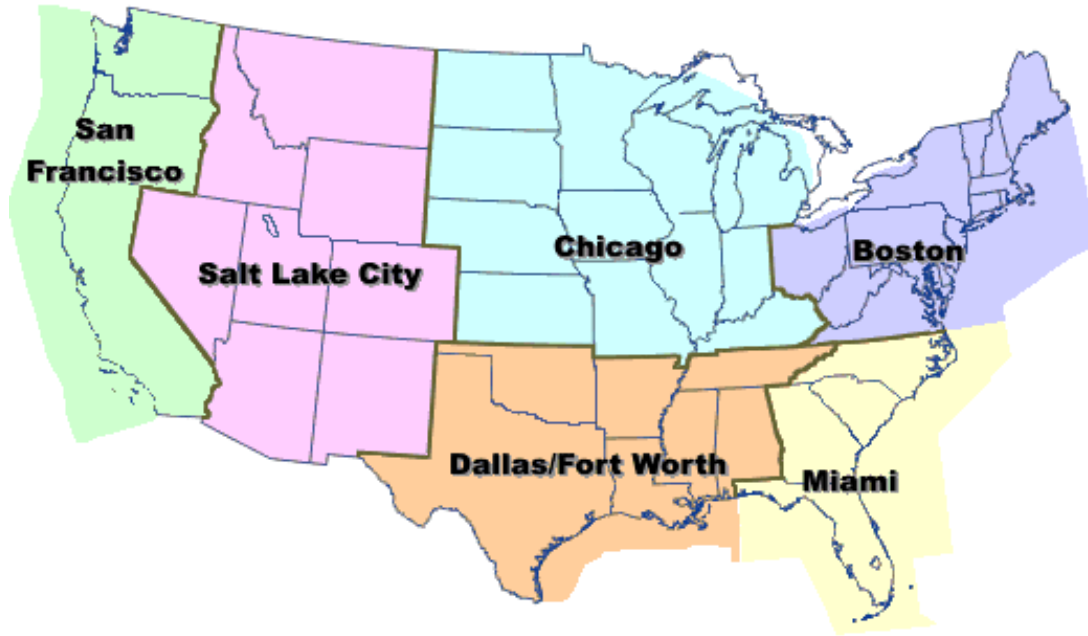 San
Francisco
Salt Lake City
Chicago
Boston
Dallas/Fort Worth
Miami